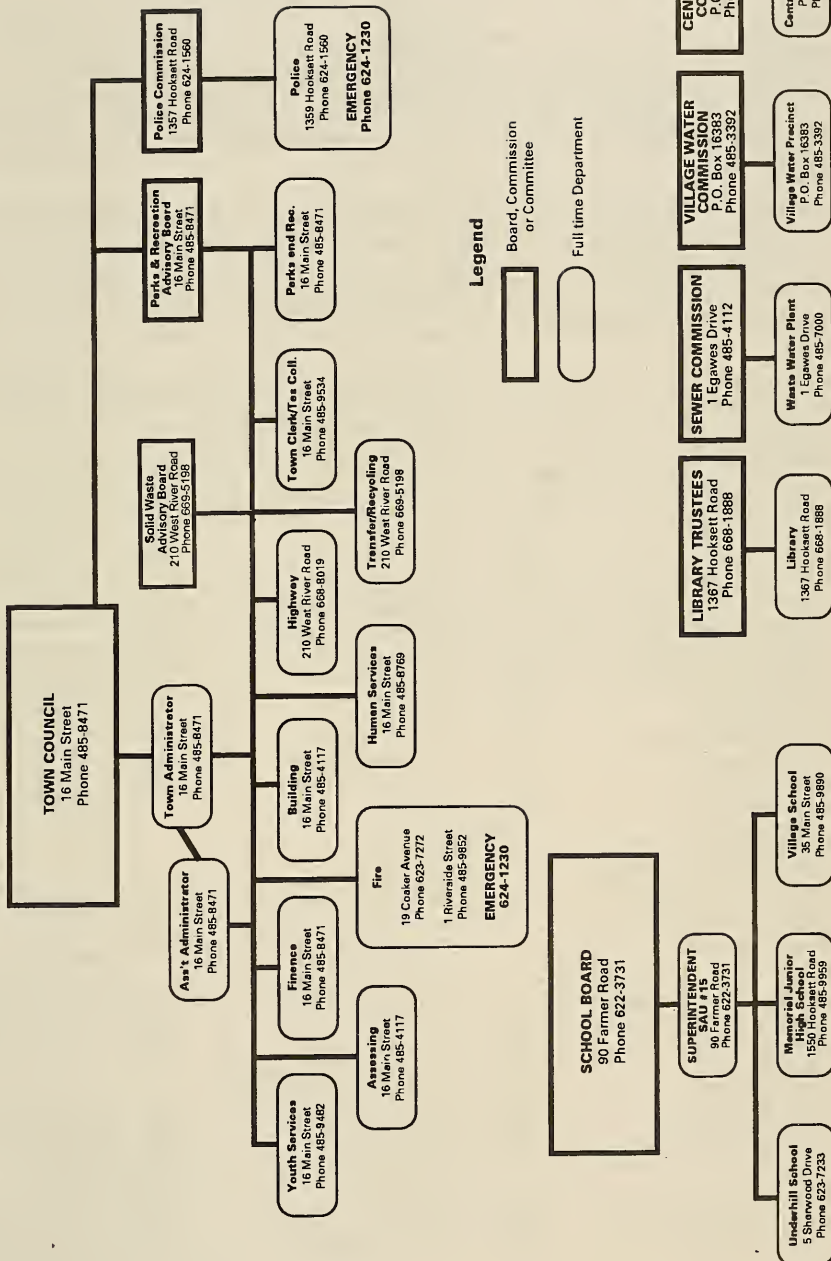 TOWN COUNCIL
16 Main Street
Phone 485-8471
Ass't Administrator
16 Main Street
Phone 485-8471
Town Administrator
16 Main Street
Phone 485-8471
Solid Waste
Advisory Board
210 West River Road
Phone 669-5198
Parks & Recreation
Advisory Board
16 Main Street
Phone 485-8471
Police Commission
1357 Hooksett Road
Phone 624-1560
Youth Services
16 Main Street
Phone 485-9482
Finance
16 Main Street
Phone 485-8471
Building
16 Main Street
Phone 485-4117
Highway
210 West River Road
Phone 668-8019
Town Clerk/Tes Coll.
16 Main Street
Phone 485-9534
Parks end Rec.
16 Main Street
Phone 485-8471
Police
1359 Hooksett Road
Phone 624-1560
EMERGENCY
Phone 624-1230
Assessing
16 Main Street
Phone 485-4117
Fire
19 Coaker Avenue
Phone 623-7272
1 Riverside Street
Phone 485-9852
EMERGENCY
624-1230
Human Services
16 Main Street
Phone 485-8769
Transfer/Recycling
210 West River Road
Phone 669-5198
Legend
Board, Commission
or Committee
Full time Department
SCHOOL BOARD
90 Farmer Road
Phone 622-3731
SUPERINTENDENT
SAU #15
90 Farmer Road
Phone 622-3731
Underhill School
5 Sherwood Drive
Phone 623-7233
Memorial Junior
High School
1550 Hooksett Road
Phone 485-9959
Village School
35 Main Street
Phone 485-9890
LIBRARY TRUSTEES
1367 Hooksett Road
Phone 668-1888
SEWER COMMISSION
1 Egawes Drive
Phone 485-4112
VILLAGE WATER
COMMISSION
P.O. Box 16383
Phone 485-3392
Library
1367 Hooksett Road
Phone 668-1888
Waste Water Plant
1 Egawes Drive
Phone 485-7000
Village Water Precinct
P.O. Box 16383
Phone 485-3392